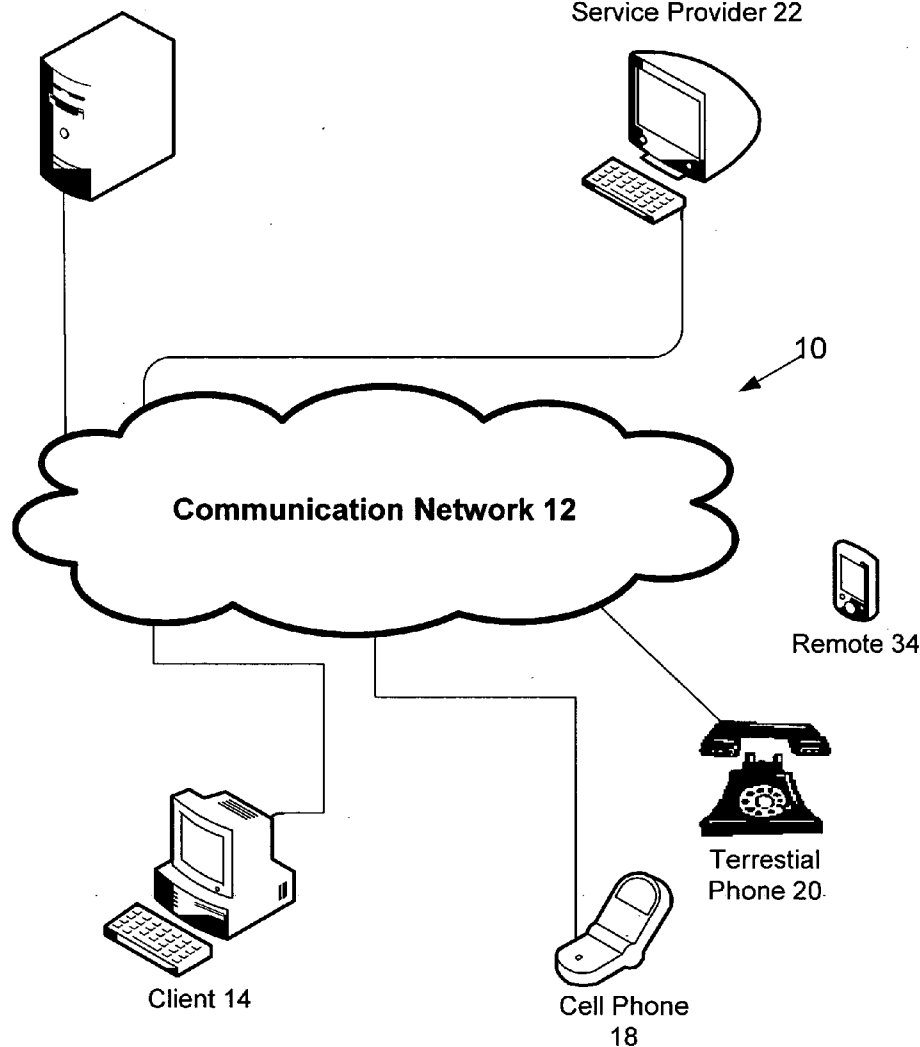 Service Provider 22
10
Communication Network 12
Remote 34
Terrestial
Phone 20
Client 14
Cell Phone
18